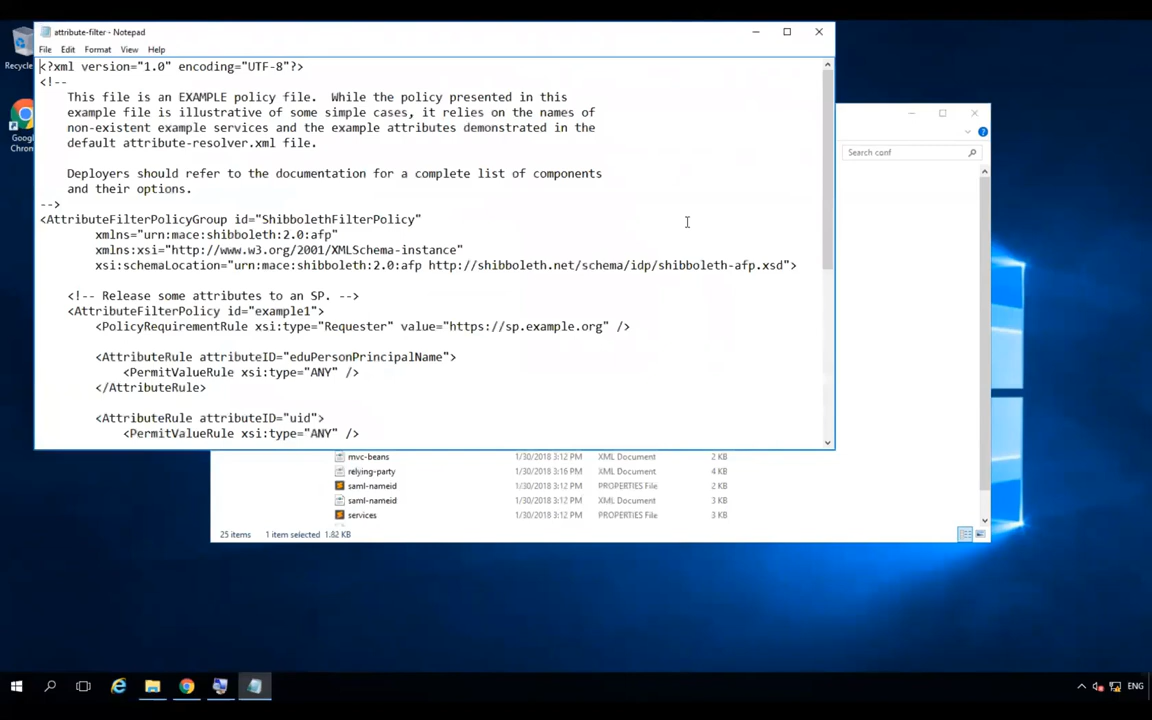 attribute-filter - Notepad
File Edit Format View Help
<?xml version="1.0" encoding="UTF-8"?>
<!--
This file is an EXAMPLE policy file.  While the policy presented in this
example file is illustrative of some simple cases, it relies on the names of
non-existent example services and the example attributes demonstrated in the
default attribute-resolver.xml file.
Deployers should refer to the documentation for a complete list of components
and their options.
-->
<AttributeFilterPolicyGroup id="ShibbolethFilterPolicy"
xmlns="urn:mace:shibboleth:2.0:afp"
xmlns:xsi="http://www.w3.org/2001/XMLSchema-instance"
xsi:schemaLocation="urn:mace:shibboleth:2.0:afp http://shibboleth.net/schema/idp/shibboleth-afp.xsd">
<!-- Release some attributes to an SP. -->
<AttributeFilterPolicy id="example1">
<PolicyRequirementRule xsi:type="Requester" value="https://sp.example.org" />
<AttributeRule attributeID="eduPersonPrincipalName">
<PermitValueRule xsi:type="ANY" />
</AttributeRule>
<AttributeRule attributeID="uid">
<PermitValueRule xsi:type="ANY" />
Recycle
Google
Chrom
Search conf
mvc-beans 1/30/2018 3:12 PM XML Document 2 KB
relying-party 1/30/2018 3:16 PM XML Document 4 KB
saml-nameid 1/30/2018 3:12 PM PROPERTIES File 2 KB
saml-nameid 1/30/2018 3:12 PM XML Document 3 KB
services 1/30/2018 3:12 PM PROPERTIES File 3 KB
25 items 1 item selected 1.82 KB
ENG